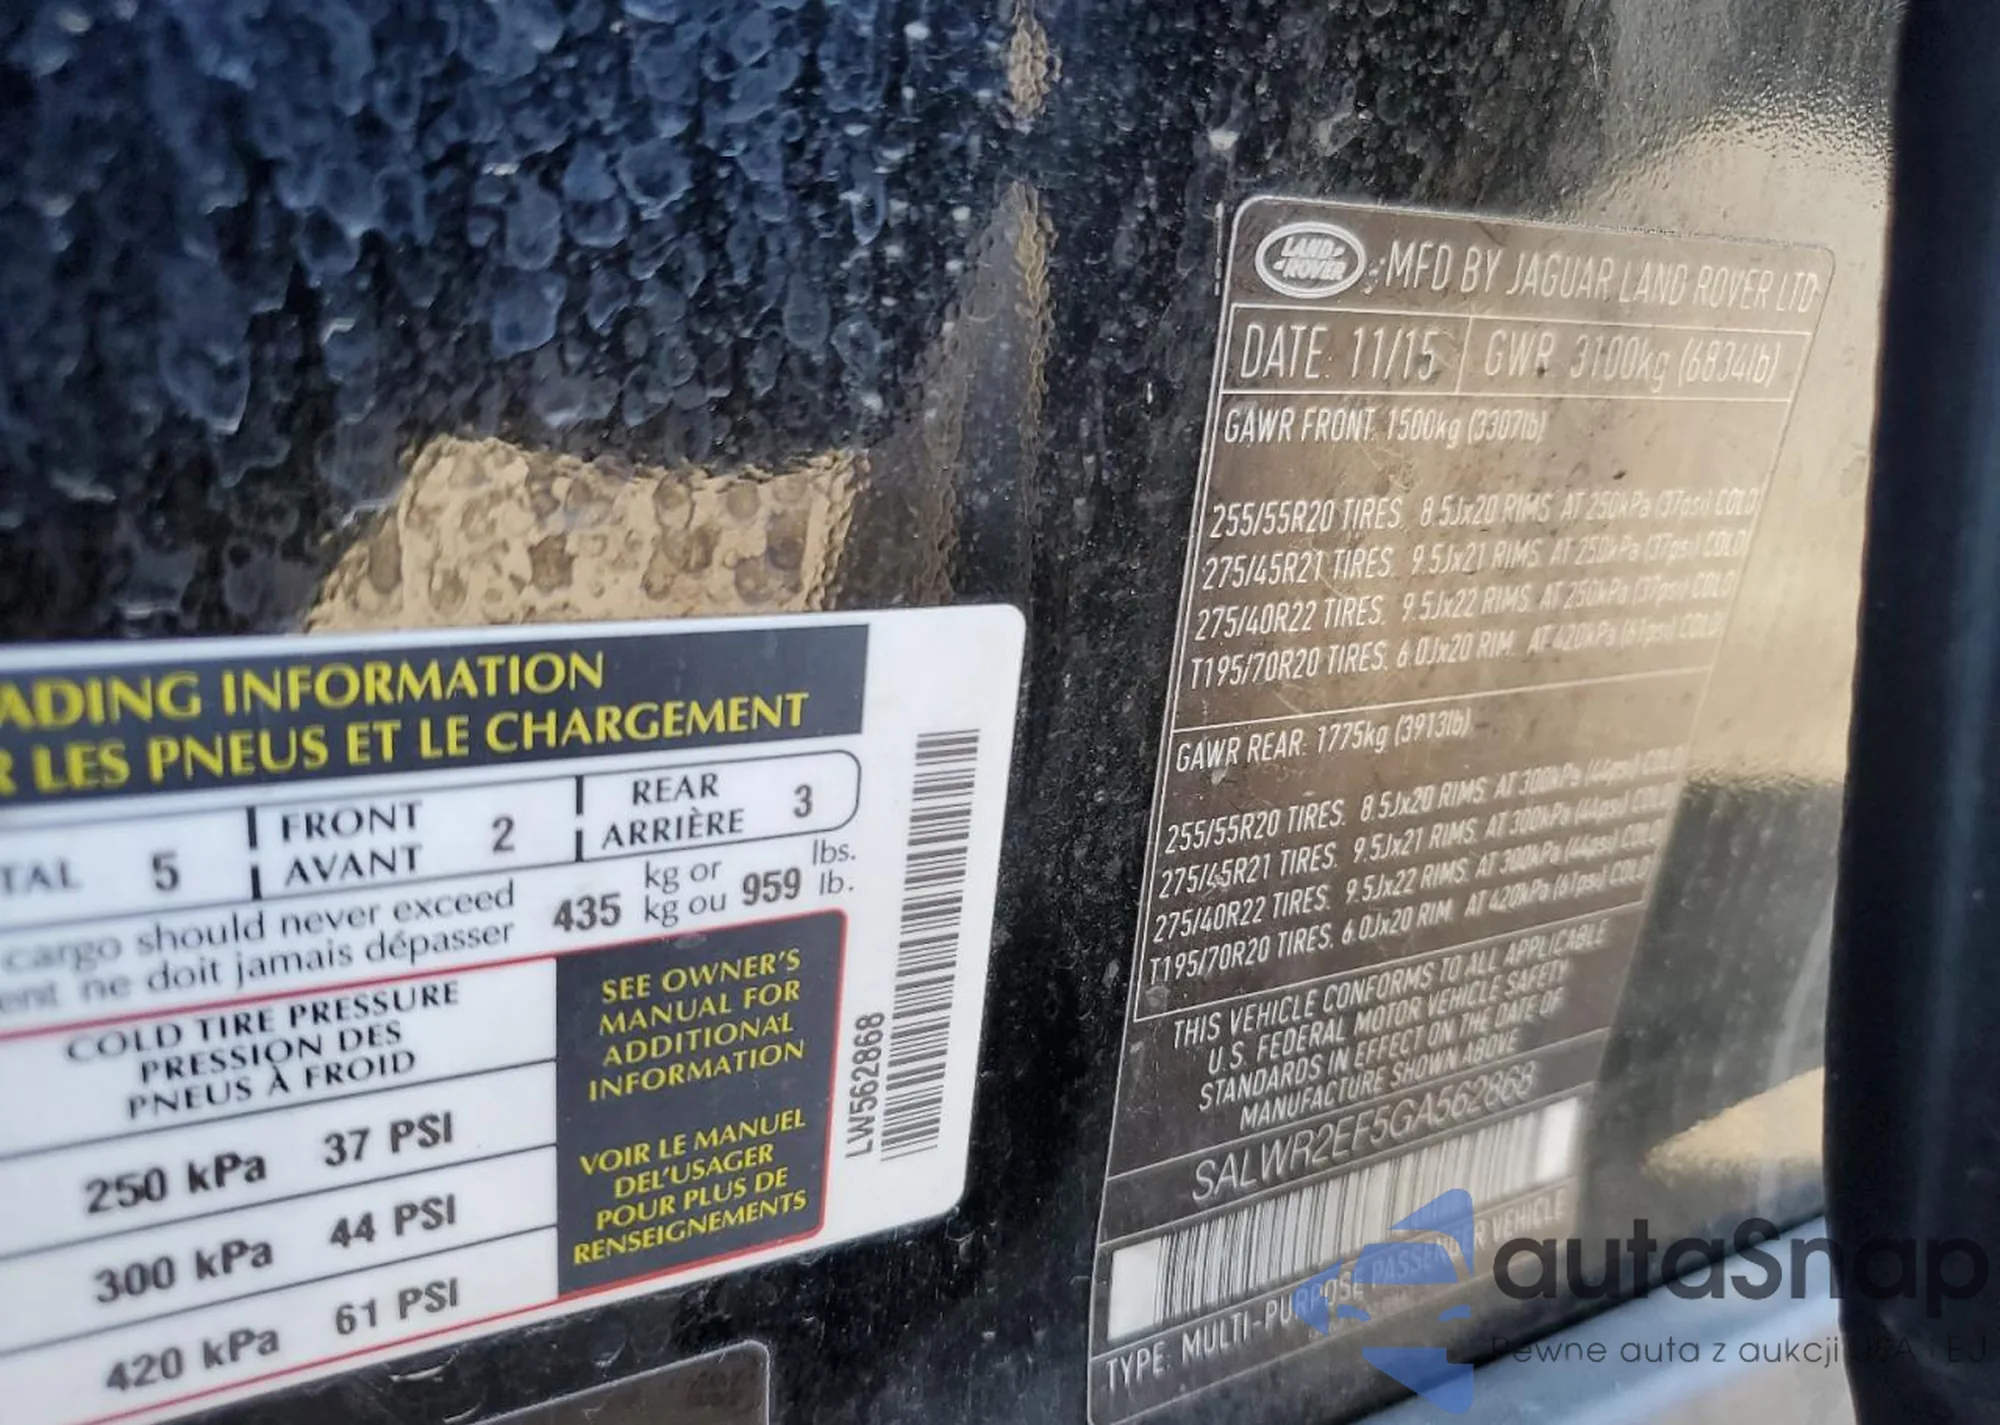 ADING INFORMATION
R LES PNEUS ET LE CHARGEMENT
TAL 5 FRONT AVANT 2 REAR ARRIÈRE 3
cargo should never exceed 435 kg or 959 lbs.
ent ne doit jamais dépasser kg ou lb.
COLD TIRE PRESSURE
PRESSION DES
PNEUS À FROID
250 kPa 37 PSI
300 kPa 44 PSI
420 kPa 61 PSI
SEE OWNER'S
MANUAL FOR
ADDITIONAL
INFORMATION
VOIR LE MANUEL
DEL'USAGER
POUR PLUS DE
RENSEIGNEMENTS
LW562868
LAND ROVER
MFD BY JAGUAR LAND ROVER LTD
DATE: 11/15 GWR 3100kg (6834lb)
GAWR FRONT 1500kg (3307lb)
255/55R20 TIRES. 8.5Jx20 RIMS AT 250kPa (37psi) COLD
275/45R21 TIRES. 9.5Jx21 RIMS. AT 250kPa (37psi) COLD
275/40R22 TIRES. 9.5Jx22 RIMS. AT 250kPa (37psi) COLD
T195/70R20 TIRES. 6.0Jx20 RIM. AT 420kPa (61psi) COLD
GAWR REAR: 1775kg (3913lb)
255/55R20 TIRES. 8.5Jx20 RIMS AT 300kPa (44psi) COLD
275/45R21 TIRES. 9.5Jx21 RIMS. AT 300kPa (44psi) COLD
275/40R22 TIRES. 9.5Jx22 RIMS. AT 300kPa (44psi) COLD
T195/70R20 TIRES. 6.0Jx20 RIM. AT 420kPa (61psi) COLD
THIS VEHICLE CONFORMS TO ALL APPLICABLE
U.S. FEDERAL MOTOR VEHICLE SAFETY
STANDARDS IN EFFECT ON THE DATE OF
MANUFACTURE SHOWN ABOVE
SALWR2EF5GA562868
TYPE: MULTI-PURPOSE PASSENGER VEHICLE
autaSnap
Pewne auta z aukcji USA i EU